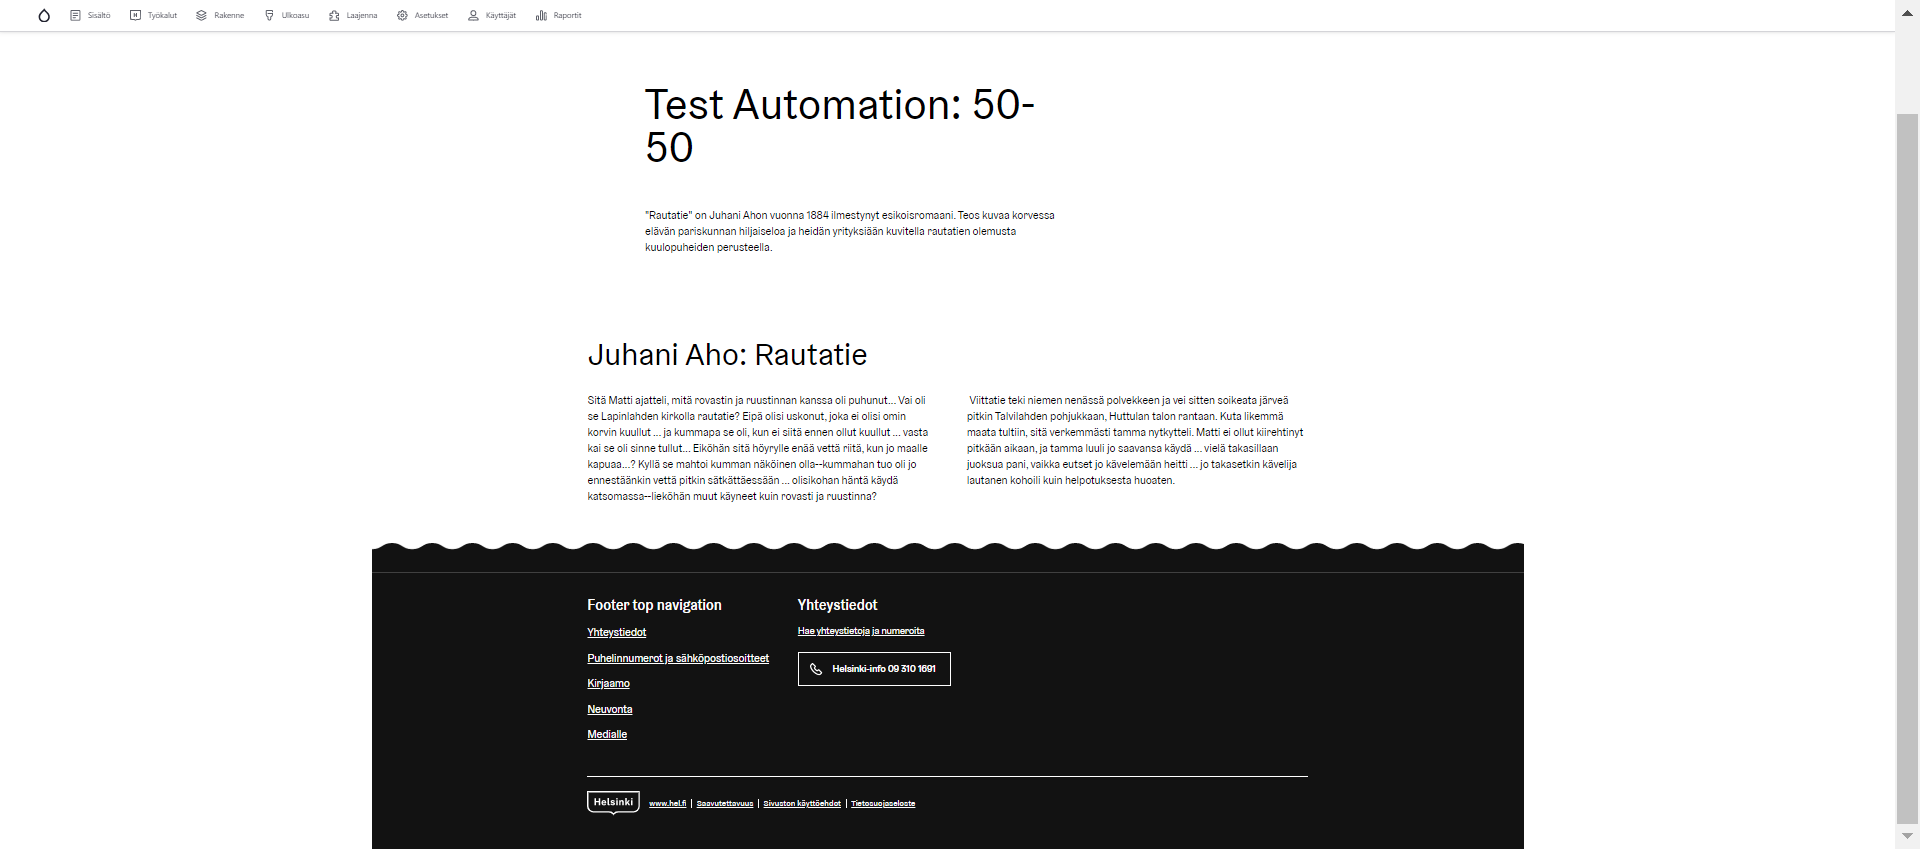 Sisältö Työkalut Rakenne Ulkoasu Laajenna Asetukset Käyttäjät Raportit
Test Automation: 50-
50
"Rautatie" on Juhani Ahon vuonna 1884 ilmestynyt esikoisromaani. Teos kuvaa korvessa
elävän pariskunnan hiljaiseloa ja heidän yrityksiään kuvitella rautatien olemusta
kuulopuheiden perusteella.
Juhani Aho: Rautatie
Sitä Matti ajatteli, mitä rovastin ja ruustinnan kanssa oli puhunut... Vai oli
se Lapinlahden kirkolla rautatie? Eipä olisi uskonut, joka ei olisi omin
korvin kuullut ... ja kummapa se oli, kun ei siitä ennen ollut kuullut ... vasta
kai se oli sinne tullut... Eiköhän sitä höyrylle enää vettä riitä, kun jo maalle
kapuaa...? Kyllä se mahtoi kumman näköinen olla--kummahan tuo oli jo
ennestäänkin vettä pitkin sätkättäessään ... olisikohan häntä käydä
katsomassa--lieköhän muut käyneet kuin rovasti ja ruustinna?
Viittatie teki niemen nenässä polvekkeen ja vei sitten soikeata järveä
pitkin Talvilahden pohjukkaan, Huttulan talon rantaan. Kuta likemmä
maata tultiin, sitä verkemmästi tamma nytkytteli. Matti ei ollut kiirehtinyt
pitkään aikaan, ja tamma luuli jo saavansa käydä ... vielä takasillaan
juoksua pani, vaikka eutset jo kävelemään heitti ... jo takasetkin kävelijä
lautanen kohoili kuin helpotuksesta huoaten.
Footer top navigation
Yhteystiedot
Puhelinnumerot ja sähköpostiosoitteet
Kirjaamo
Neuvonta
Medialle
Yhteystiedot
Hae yhteystietoja ja numeroita
Helsinki-info 09 310 1691
Helsinki www.hel.fi | Saavutettavuus | Sivuston käyttöehdot | Tietosuojaseloste